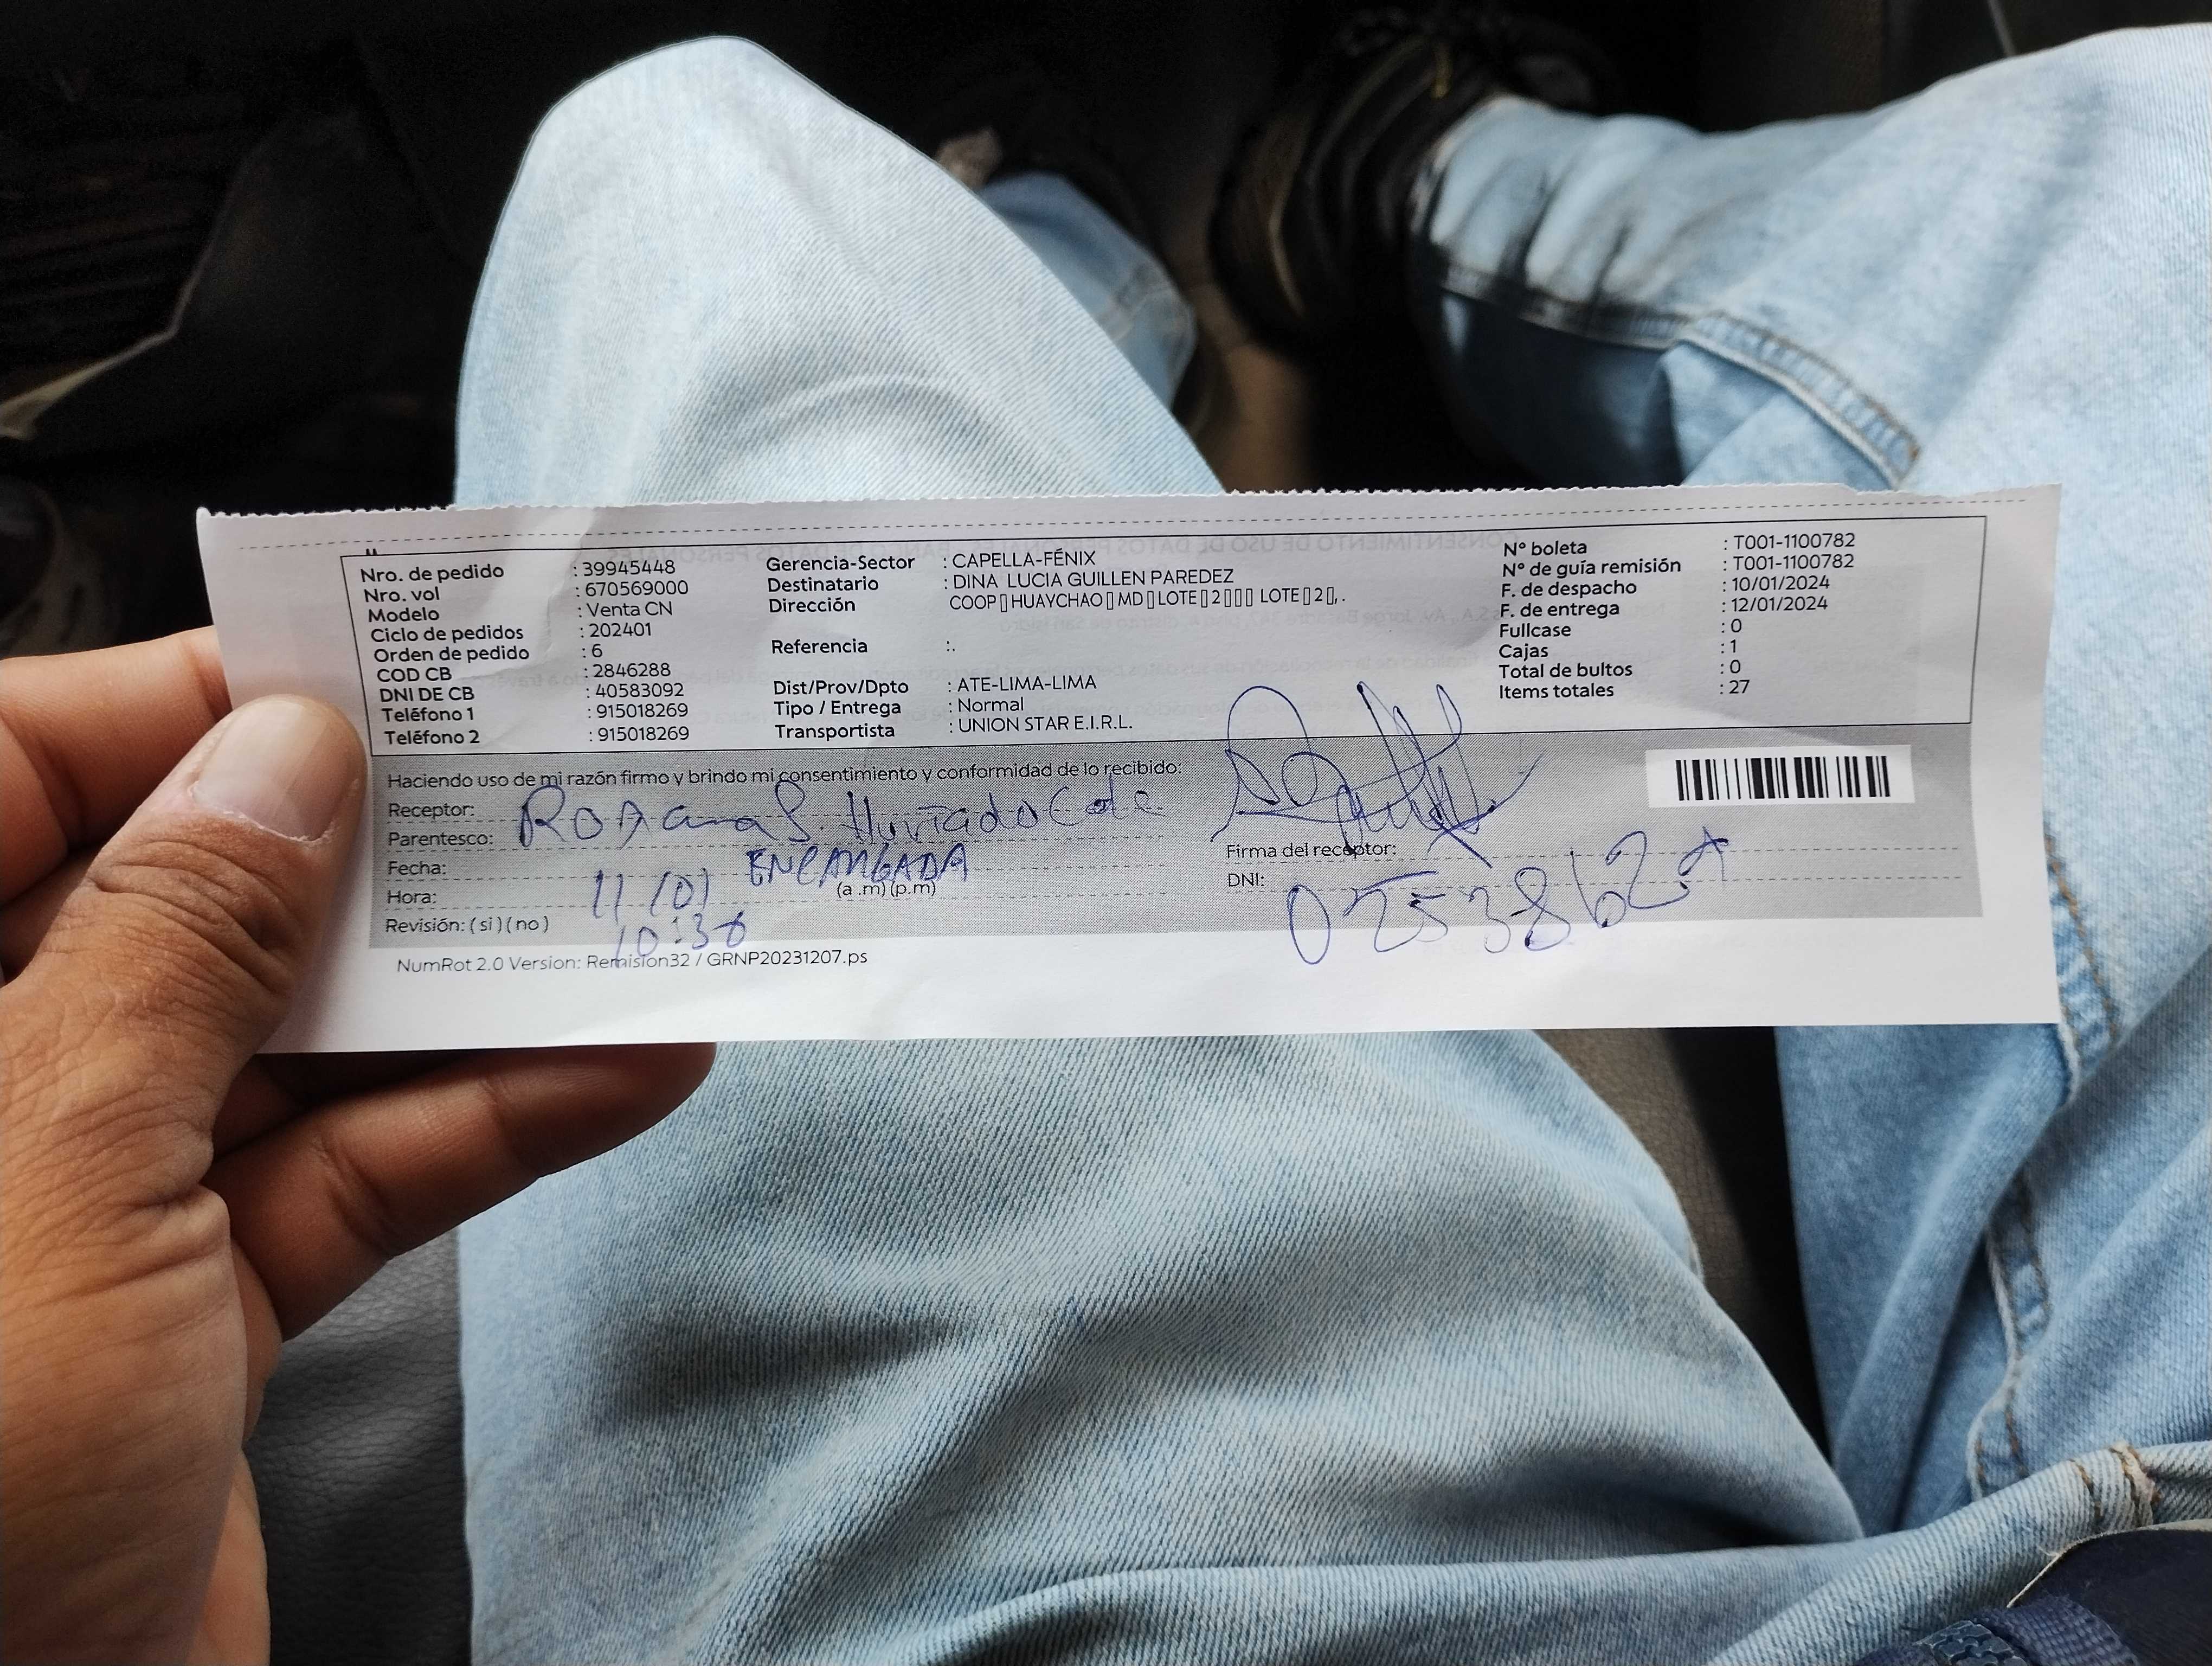 Nro. de pedido : 39945448
Nro. vol : 670569000
Modelo : Venta CN
Ciclo de pedidos : 202401
Orden de pedido : 6
COD CB : 2846288
DNI DE CB : 40583092
Teléfono 1 : 915018269
Teléfono 2 : 915018269
Gerencia-Sector : CAPELLA-FÉNIX
Destinatario : DINA LUCIA GUILLEN PAREDEZ
Dirección COOP▯HUAYCHAO▯MD▯LOTE▯2▯▯▯ LOTE▯2▯,.
Referencia :.
Dist/Prov/Dpto : ATE-LIMA-LIMA
Tipo / Entrega : Normal
Transportista : UNION STAR E.I.R.L.
N° boleta : T001-1100782
N° de guía remisión : T001-1100782
F. de despacho : 10/01/2024
F. de entrega : 12/01/2024
Fullcase : 0
Cajas : 1
Total de bultos : 0
Items totales : 27
Haciendo uso de mi razón firmo y brindo mi consentimiento y conformidad de lo recibido:
Receptor: Roxana S. Hurtado
Parentesco: ENCARGADA
Fecha: 11/01
Hora: 10:30 (a.m)(p.m)
Revisión: (si)(no)
Firma del receptor:
DNI:
NumRot 2.0 Version: Remision32 / GRNP20231207.ps